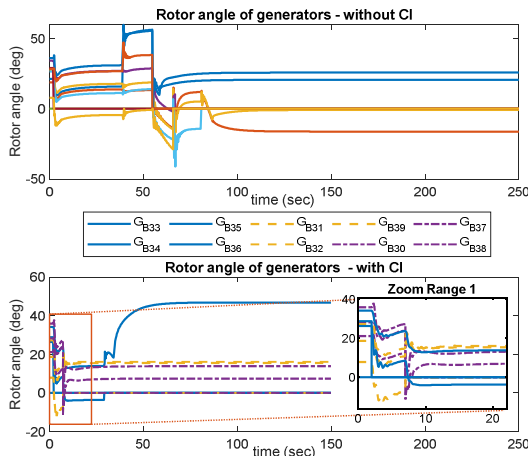 Rotor angle of generators - without CI
Rotor angle (deg)
50
0
-50
0 50 100 150 200 250
time (sec)
G_B33 G_B35 G_B31 G_B39 G_B37
G_B34 G_B36 G_B32 G_B30 G_B38
Rotor angle of generators - with CI
Rotor angle (deg)
60
40
20
0
-20
0 50 100 150 200 250
time (sec)
Zoom Range 1
40
20
0
0 10 20